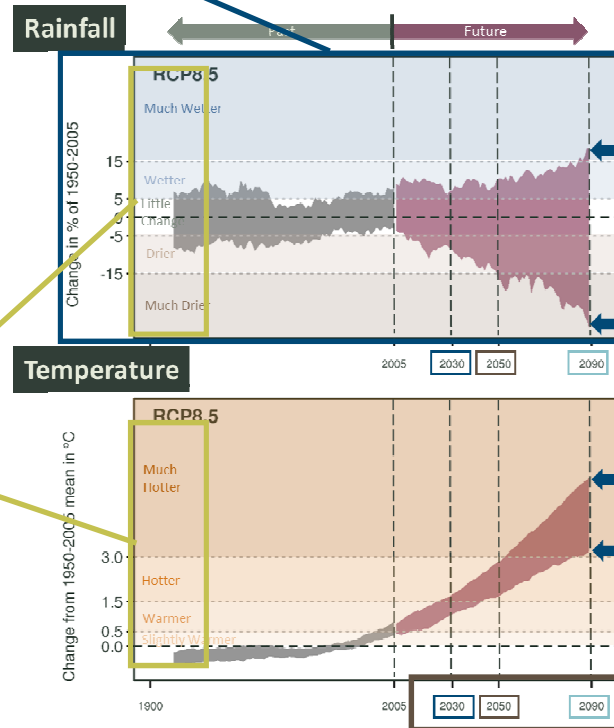 Rainfall
Past
Future
RCP8.5
Change in % of 1950-2005
Much Wetter
15
Wetter
5
Little
Change
0
-5
Drier
-15
Much Drier
2005
2030
2050
2090
Temperature
RCP8.5
Change from 1950-2005 mean in ºC
Much
Hotter
3.0
Hotter
1.5
Warmer
0.5
Slightly Warmer
0.0
1900
2005
2030
2050
2090